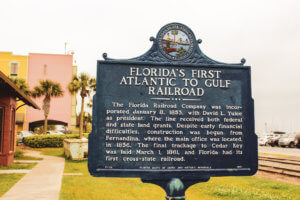 FLORIDA'S FIRST
ATLANTIC TO GULF
RAILROAD
The Florida Railroad Company was incor-
porated January 8, 1853, with David L. Yulee
as president. The line received both federal
and state land grants. Despite early financial
difficulties, construction was begun from
Fernandina, where the main office was located
in 1856. The final trackage to Cedar Key
was laid March 1, 1861, and Florida had its
first cross-state railroad.